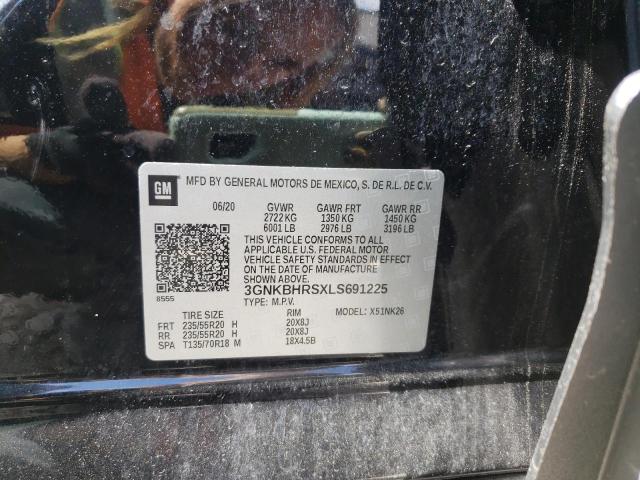 GM MFD BY GENERAL MOTORS DE MEXICO, S. DE R.L. DE C.V.
06/20 GVWR GAWR FRT GAWR RR
2722 KG 1350 KG 1450 KG
6001 LB 2976 LB 3196 LB
THIS VEHICLE CONFORMS TO ALL
APPLICABLE U.S. FEDERAL MOTOR
VEHICLE SAFETY STANDARDS IN EFFECT
ON THE DATE OF MANUFACTURE
SHOWN ABOVE.
8555 3GNKBHRSXLS691225
TYPE: M.P.V. MODEL: X51NK26
TIRE SIZE RIM
FRT 235/55R20 H 20X8J
RR 235/55R20 H 20X8J
SPA T135/70R18 M 18X4.5B